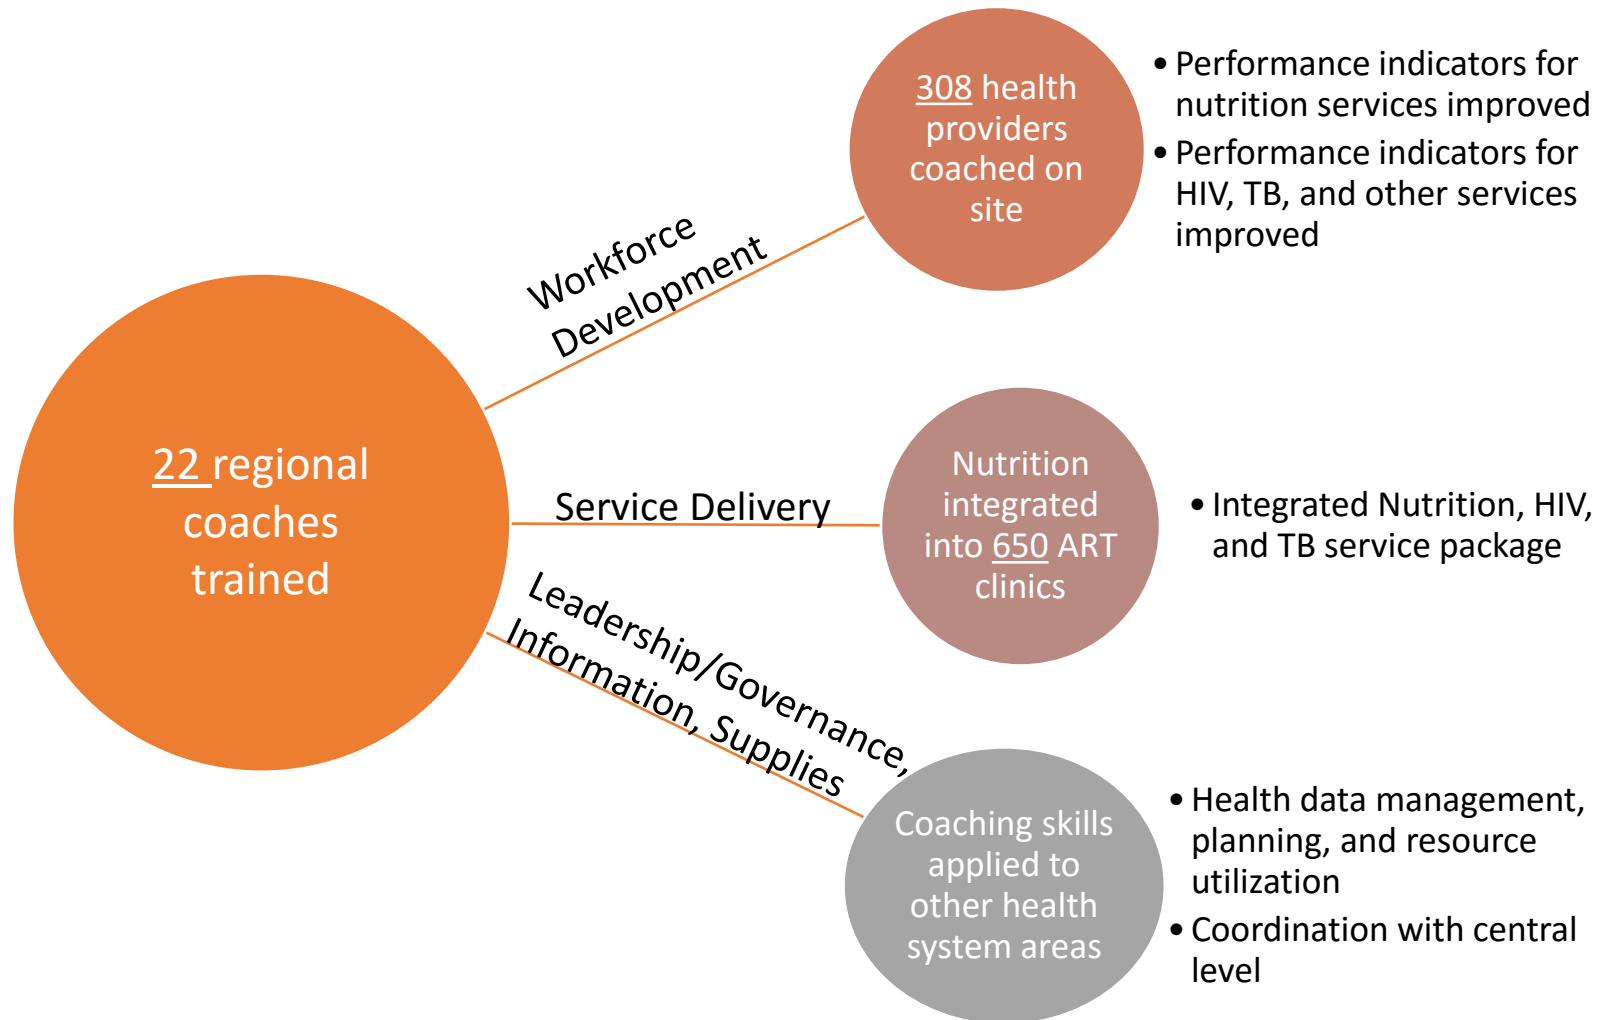 22 regional
coaches
trained
Workforce
Development
308 health
providers
coached on
site
• Performance indicators for
nutrition services improved
• Performance indicators for
HIV, TB, and other services
improved
Service Delivery
Nutrition
integrated
into 650 ART
clinics
• Integrated Nutrition, HIV,
and TB service package
Leadership/Governance,
Information, Supplies
Coaching skills
applied to
other health
system areas
• Health data management,
planning, and resource
utilization
• Coordination with central
level